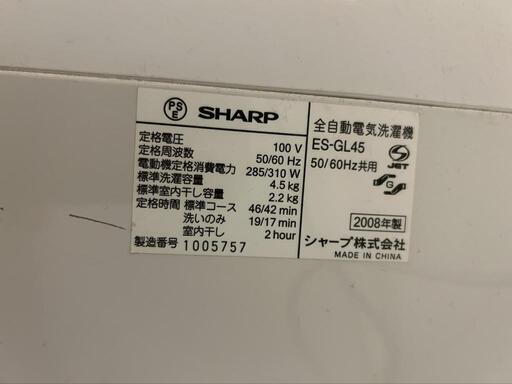 PSE SHARP
定格電圧 100 V
定格周波数 50/60 Hz
電動機定格消費電力 285/310 W
標準洗濯容量 4.5 kg
標準室内干し容量 2.2 kg
定格時間 標準コース 46/42 min
洗いのみ 19/17 min
室内干し 2 hour
製造番号 1005757
全自動電気洗濯機
ES-GL45
50/60Hz共用
S JET
G
2008年製
シャープ株式会社
MADE IN CHINA